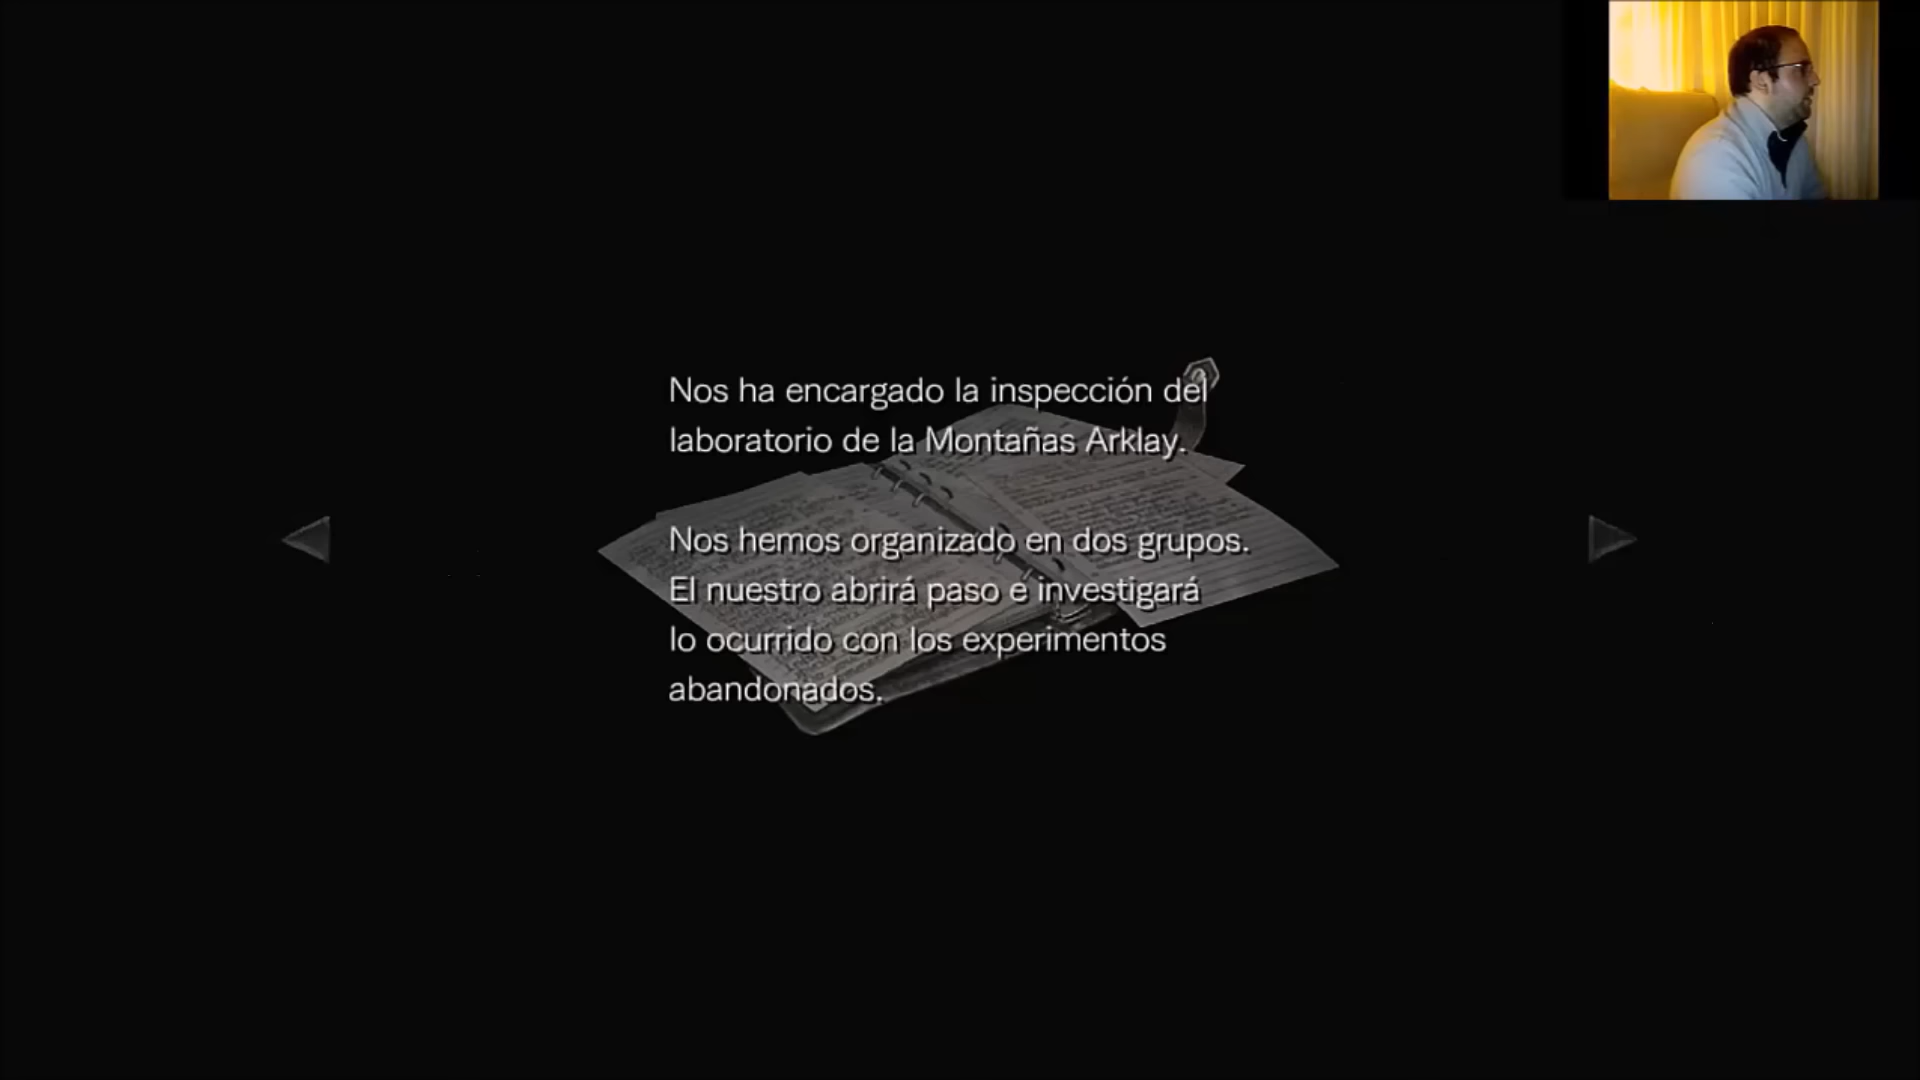 Nos ha encargado la inspección del
laboratorio de la Montañas Arklay.
Nos hemos organizado en dos grupos.
El nuestro abrirá paso e investigará
lo ocurrido con los experimentos
abandonados.